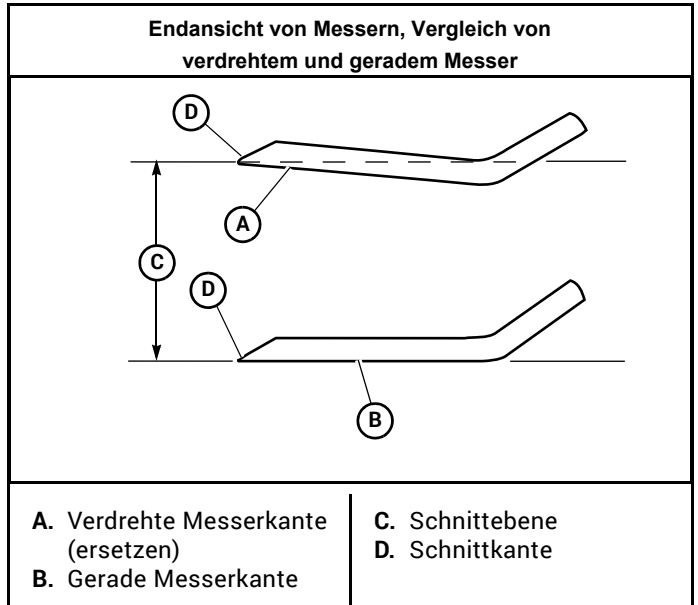 Endansicht von Messern, Vergleich von
verdrehtem und geradem Messer
D
A
C
D
B
A. Verdrehte Messerkante
(ersetzen)
B. Gerade Messerkante
C. Schnittebene
D. Schnittkante